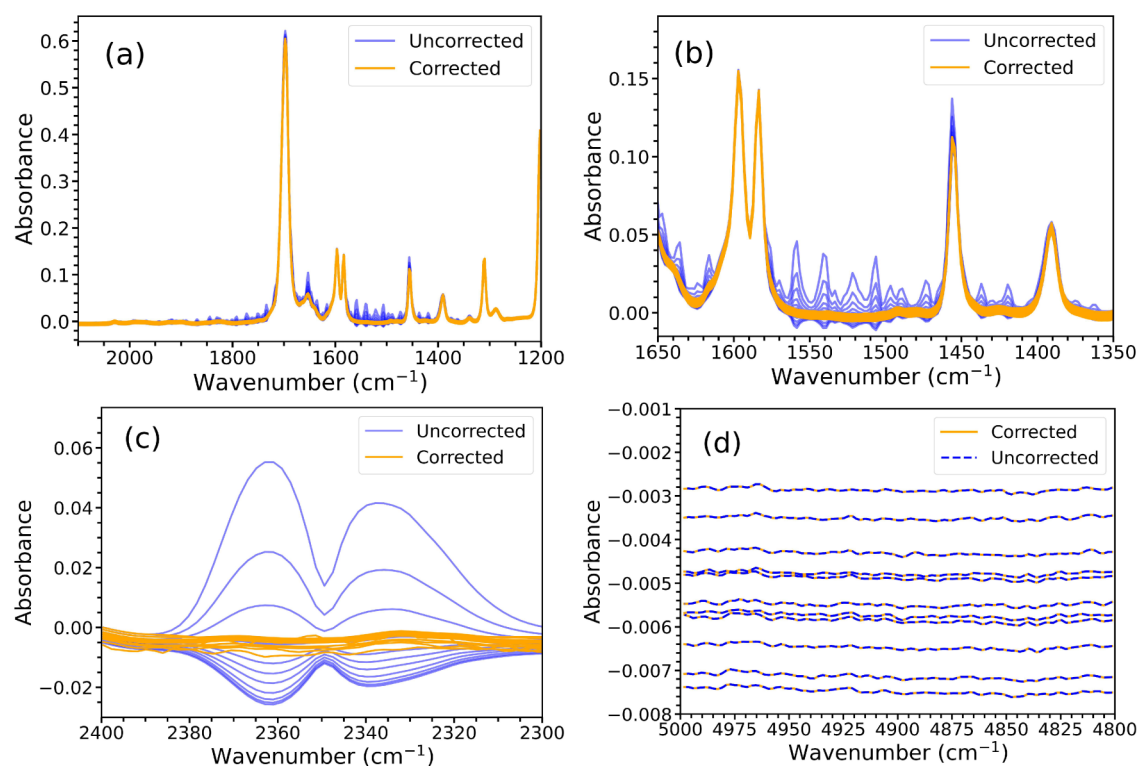 (a)
Uncorrected
Corrected
Absorbance
0.6
0.5
0.4
0.3
0.2
0.1
0.0
2000 1800 1600 1400 1200
Wavenumber (cm⁻¹)
(b)
Uncorrected
Corrected
Absorbance
0.15
0.10
0.05
0.00
1650 1600 1550 1500 1450 1400 1350
Wavenumber (cm⁻¹)
(c)
Uncorrected
Corrected
Absorbance
0.06
0.04
0.02
0.00
−0.02
2400 2380 2360 2340 2320 2300
Wavenumber (cm⁻¹)
(d)
Corrected
Uncorrected
Absorbance
−0.001
−0.002
−0.003
−0.004
−0.005
−0.006
−0.007
−0.008
5000 4975 4950 4925 4900 4875 4850 4825 4800
Wavenumber (cm⁻¹)